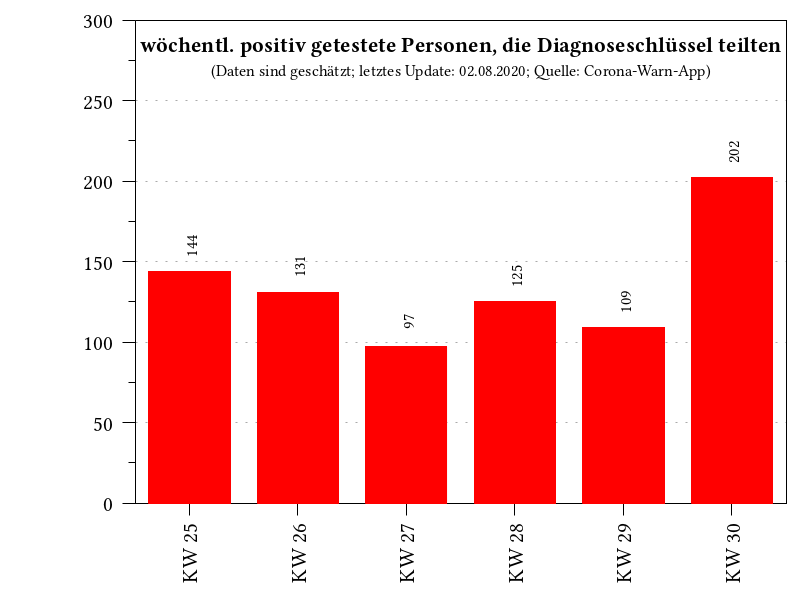 wöchentl. positiv getestete Personen, die Diagnoseschlüssel teilten
(Daten sind geschätzt; letztes Update: 02.08.2020; Quelle: Corona-Warn-App)
300
250
200
150
100
50
0
144
131
97
125
109
202
KW 25
KW 26
KW 27
KW 28
KW 29
KW 30